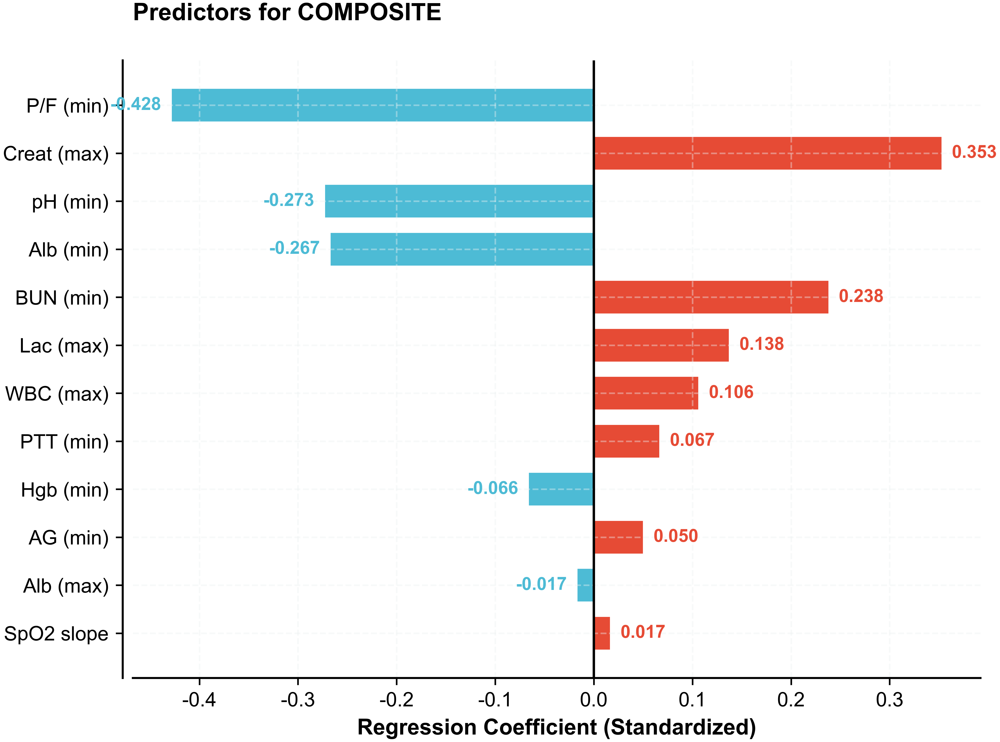 Predictors for COMPOSITE
P/F (min) -0.428
Creat (max) 0.353
pH (min) -0.273
Alb (min) -0.267
BUN (min) 0.238
Lac (max) 0.138
WBC (max) 0.106
PTT (min) 0.067
Hgb (min) -0.066
AG (min) 0.050
Alb (max) -0.017
SpO2 slope 0.017
-0.4 -0.3 -0.2 -0.1 0.0 0.1 0.2 0.3
Regression Coefficient (Standardized)